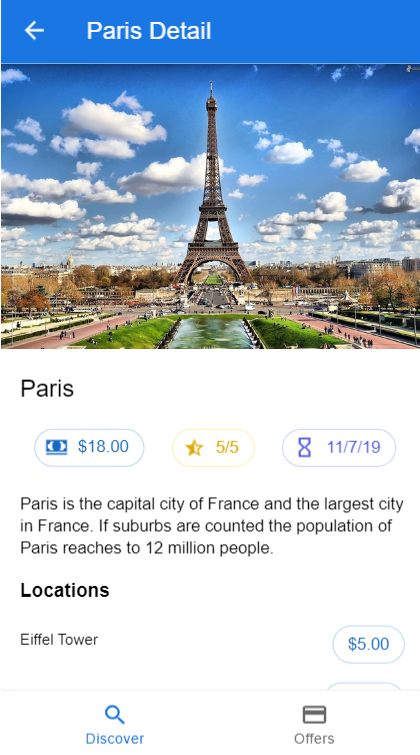 Paris Detail
Paris
$18.00
5/5
11/7/19
Paris is the capital city of France and the largest city
in France. If suburbs are counted the population of
Paris reaches to 12 million people.
Locations
Eiffel Tower
$5.00
Discover
Offers